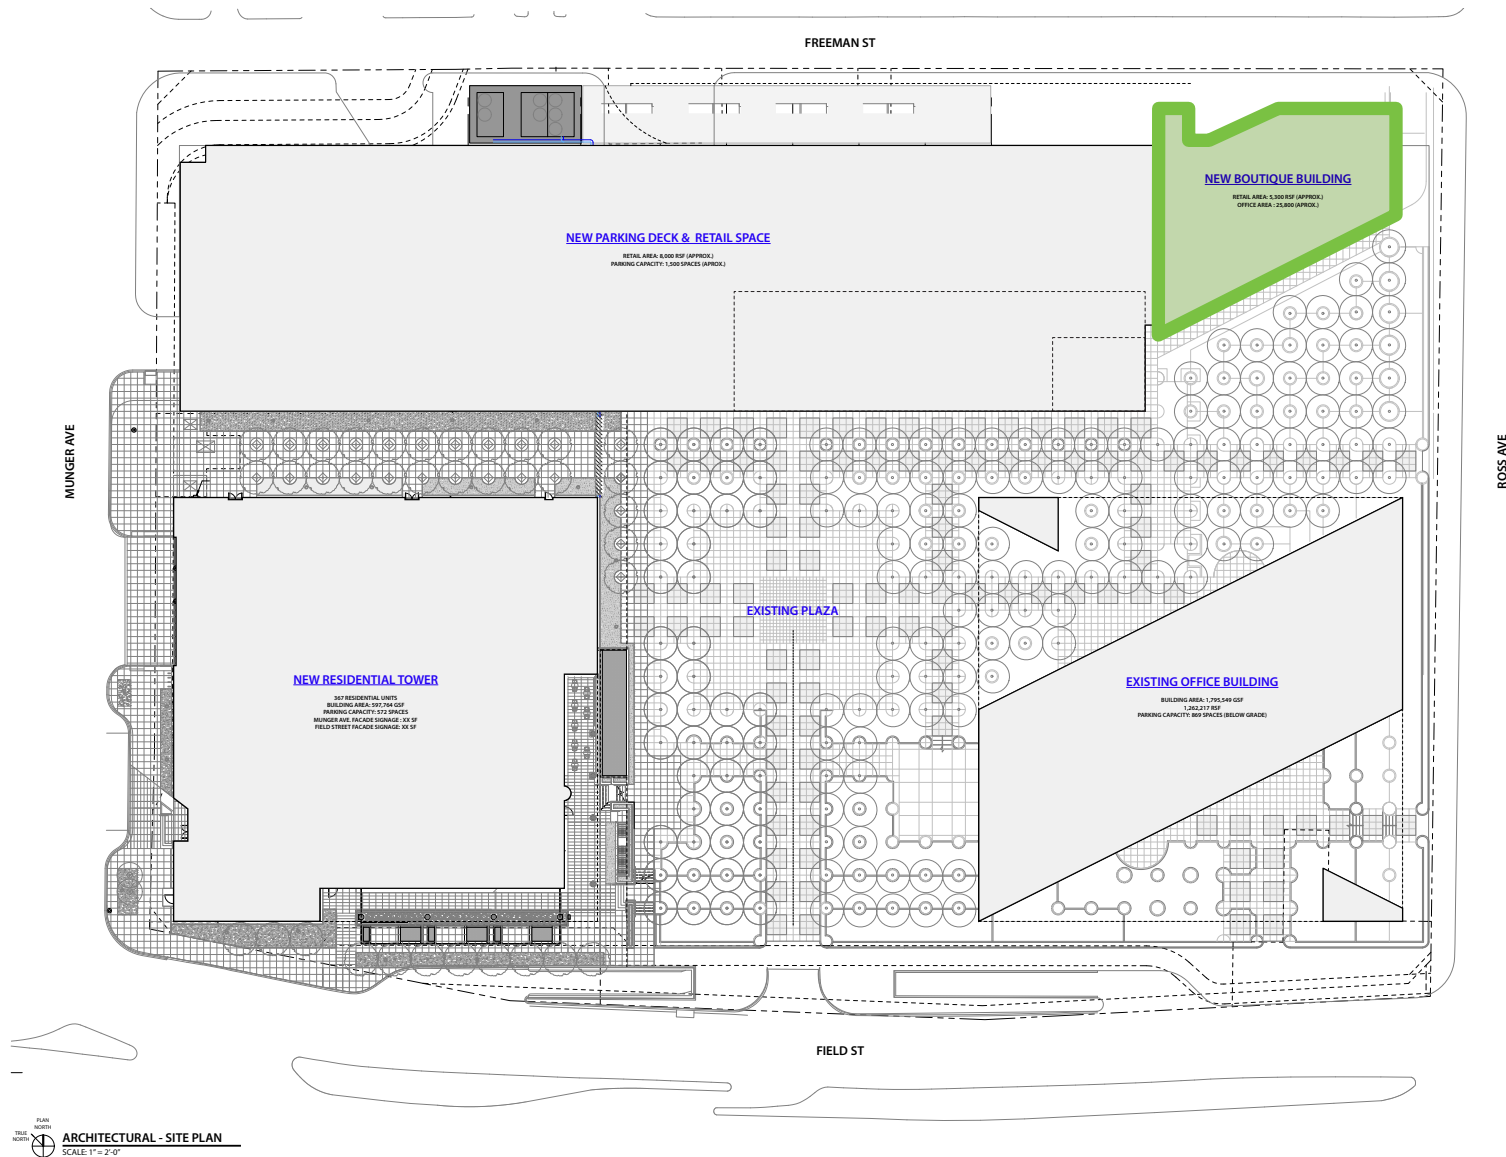 FREEMAN ST
NEW BOUTIQUE BUILDING
RETAIL AREA: 5,300 RSF (APPROX.)
OFFICE AREA : 25,800 (APROX.)
NEW PARKING DECK & RETAIL SPACE
RETAIL AREA: 8,000 RSF (APPROX.)
PARKING CAPACITY: 1,500 SPACES (APROX.)
MUNGER AVE
ROSS AVE
EXISTING PLAZA
NEW RESIDENTIAL TOWER
367 RESIDENTIAL UNITS
BUILDING AREA: 597,764 GSF
PARKING CAPACITY: 572 SPACES
MUNGER AVE. FACADE SIGNAGE : XX SF
FIELD STREET FACADE SIGNAGE: XX SF
EXISTING OFFICE BUILDING
BUILDING AREA: 1,795,549 GSF
1,262,217 RSF
PARKING CAPACITY: 869 SPACES (BELOW GRADE)
FIELD ST
PLAN
NORTH
TRUE
NORTH
ARCHITECTURAL - SITE PLAN
SCALE: 1" = 2'-0"